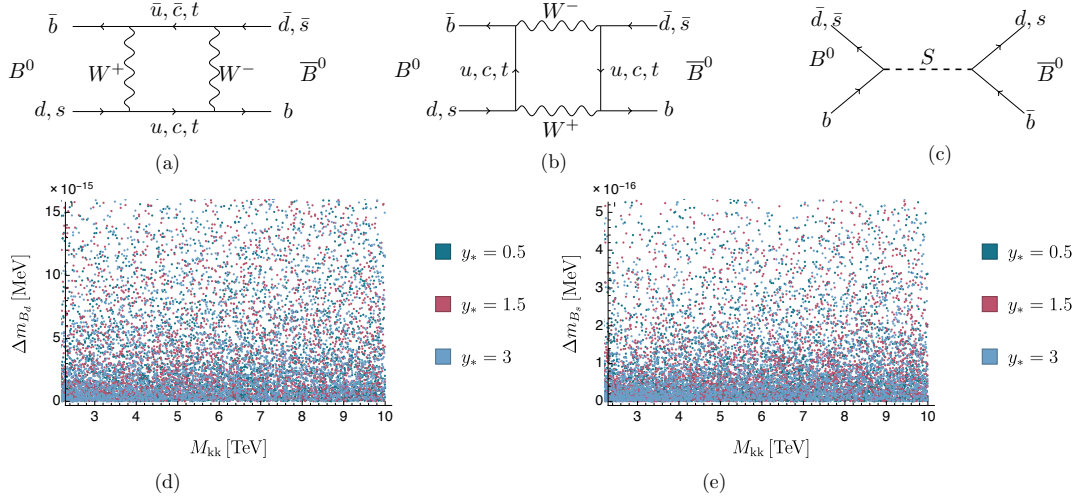 b̄
ū, c̄, t
d̄, s̄
B⁰
W⁺
W⁻
B̄⁰
d, s
u, c, t
b
(a)
W⁻
b̄
d̄, s̄
B⁰
u, c, t
u, c, t
B̄⁰
d, s
b
W⁺
(b)
d̄, s̄
d, s
B⁰
S
B̄⁰
b
b̄
(c)
× 10⁻¹⁵
15
10
5
0
Δm_{B_d} [MeV]
3 4 5 6 7 8 9 10
M_kk [TeV]
y_* = 0.5
y_* = 1.5
y_* = 3
(d)
× 10⁻¹⁶
5
4
3
2
1
0
Δm_{B_s} [MeV]
3 4 5 6 7 8 9 10
M_kk [TeV]
y_* = 0.5
y_* = 1.5
y_* = 3
(e)